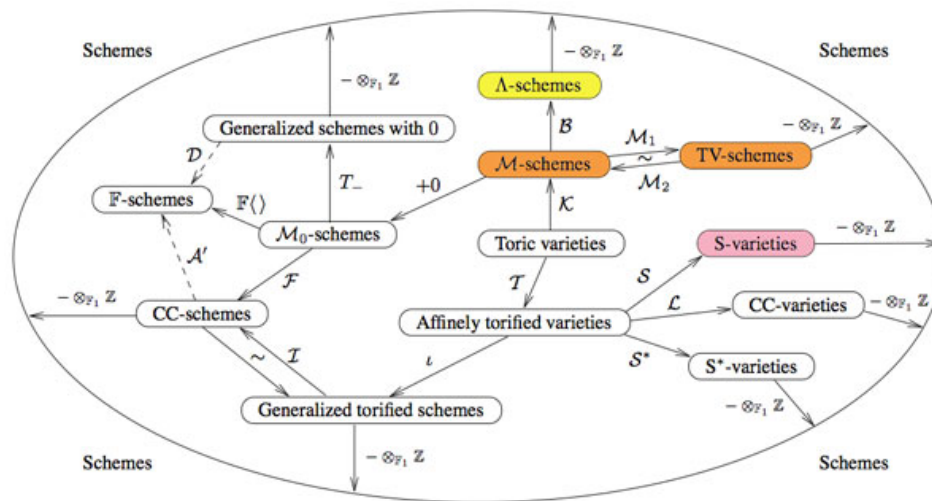 Schemes
Schemes
− ⊗_{𝔽₁} ℤ
− ⊗_{𝔽₁} ℤ
Λ-schemes
Generalized schemes with 0
− ⊗_{𝔽₁} ℤ
ℬ
ℳ₁
𝒟
ℳ-schemes
∼
TV-schemes
ℳ₂
𝔽-schemes
𝔽⟨⟩
T₋
+0
𝒦
ℳ₀-schemes
Toric varieties
S-varieties
− ⊗_{𝔽₁} ℤ
𝒜′
ℱ
𝒯
𝒮
− ⊗_{𝔽₁} ℤ
CC-schemes
Affinely torified varieties
ℒ
CC-varieties
− ⊗_{𝔽₁} ℤ
∼
ℐ
ι
𝒮*
S*-varieties
Generalized torified schemes
− ⊗_{𝔽₁} ℤ
− ⊗_{𝔽₁} ℤ
Schemes
Schemes